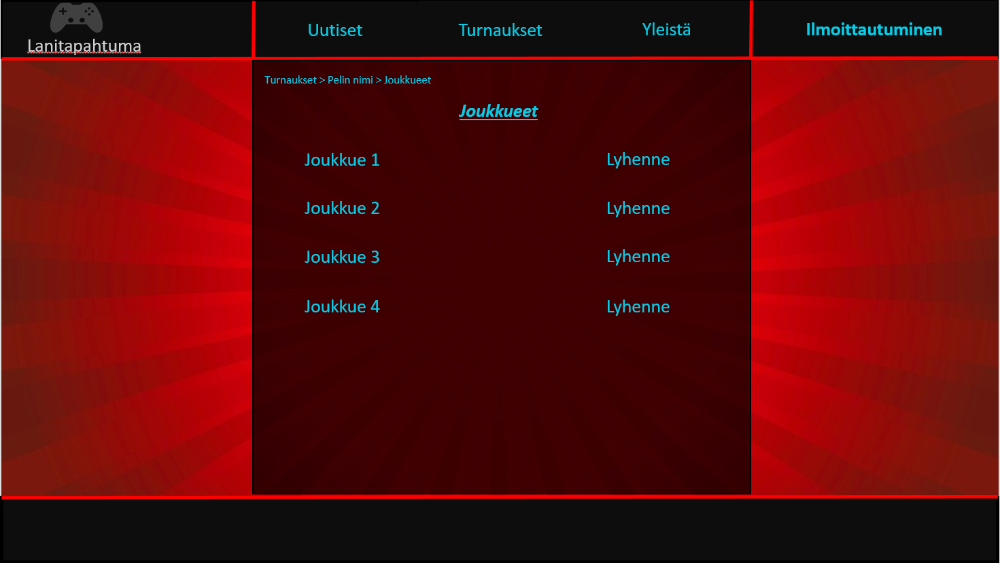 Lanitapahtuma
Uutiset
Turnaukset
Yleistä
Ilmoittautuminen
Turnaukset > Pelin nimi > Joukkueet
Joukkueet
Joukkue 1 Lyhenne
Joukkue 2 Lyhenne
Joukkue 3 Lyhenne
Joukkue 4 Lyhenne